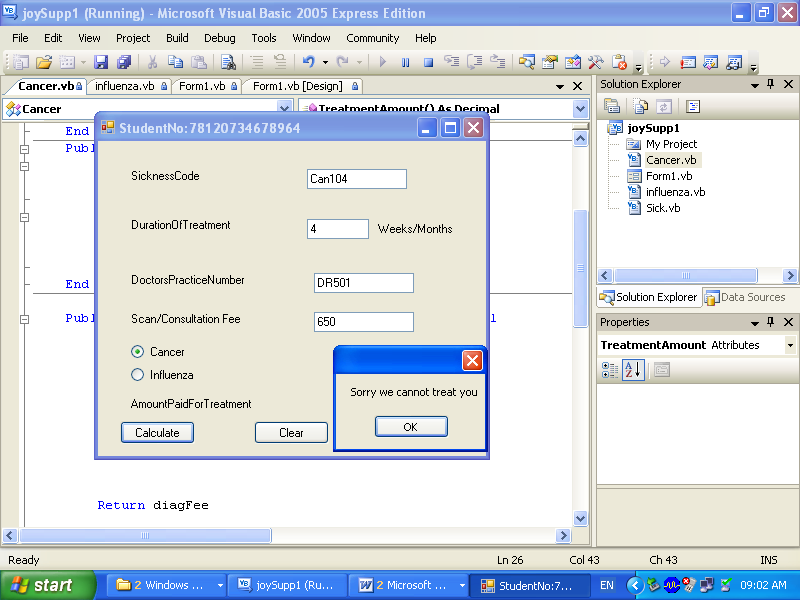 joySupp1 (Running) - Microsoft Visual Basic 2005 Express Edition
File Edit View Project Build Debug Tools Window Community Help
Cancer.vb influenza.vb Form1.vb Form1.vb [Design]
Cancer
TreatmentAmount() As Decimal
End
Publ
StudentNo:78120734678964
SicknessCode Can104
DurationOfTreatment 4 Weeks/Months
DoctorsPracticeNumber DR501
Scan/Consultation Fee 650
Cancer
Influenza
AmountPaidForTreatment
Calculate Clear
Sorry we cannot treat you
OK
End
Publ l
Return diagFee
Solution Explorer
joySupp1
My Project
Cancer.vb
Form1.vb
influenza.vb
Sick.vb
Solution Explorer Data Sources
Properties
TreatmentAmount Attributes
Ready Ln 26 Col 43 Ch 43 INS
start 2 Windows ... joySupp1 (Ru... 2 Microsoft ... StudentNo:7... EN 09:02 AM